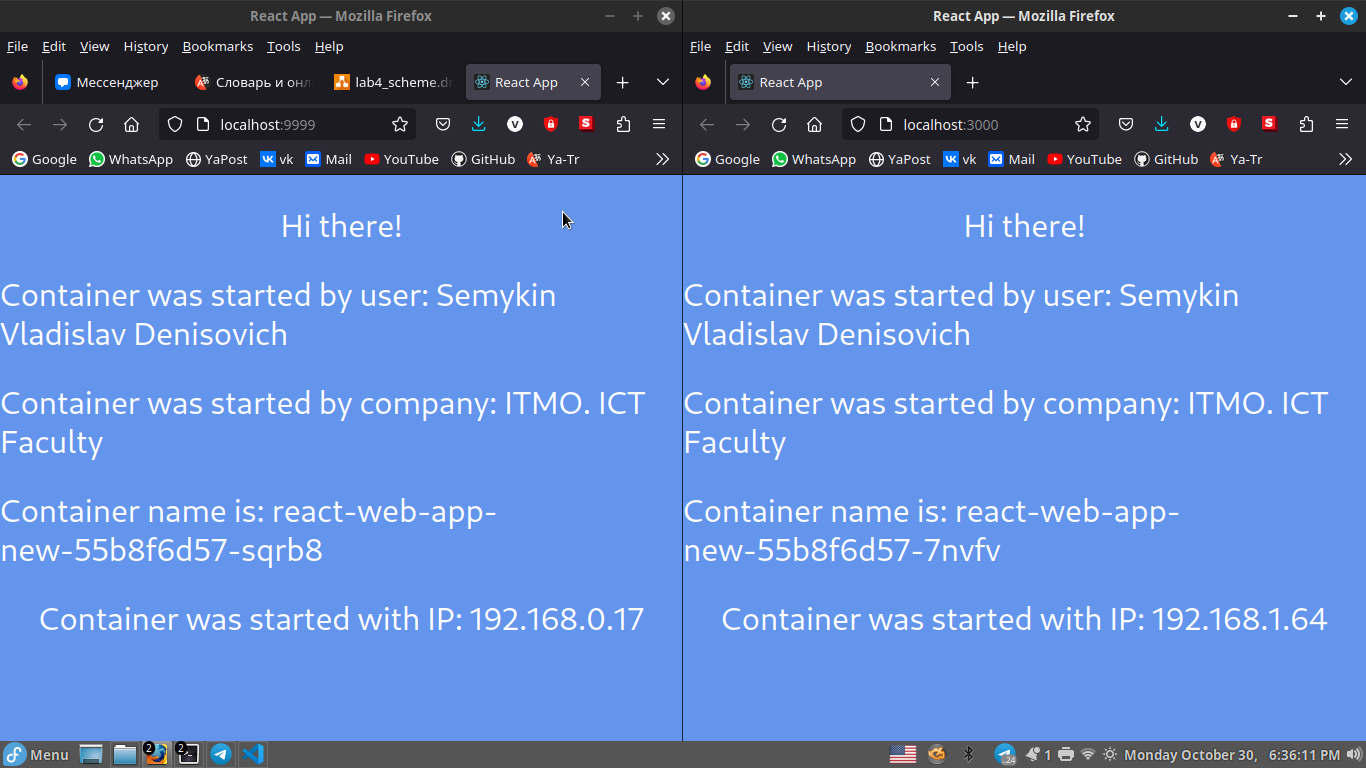 React App — Mozilla Firefox
File Edit View History Bookmarks Tools Help
Мессенджер Словарь и онл lab4_scheme.dr React App
localhost:9999
Google WhatsApp YaPost vk Mail YouTube GitHub Ya-Tr
Hi there!
Container was started by user: Semykin
Vladislav Denisovich
Container was started by company: ITMO. ICT
Faculty
Container name is: react-web-app-
new-55b8f6d57-sqrb8
Container was started with IP: 192.168.0.17
React App — Mozilla Firefox
File Edit View History Bookmarks Tools Help
React App
localhost:3000
Google WhatsApp YaPost vk Mail YouTube GitHub Ya-Tr
Hi there!
Container was started by user: Semykin
Vladislav Denisovich
Container was started by company: ITMO. ICT
Faculty
Container name is: react-web-app-
new-55b8f6d57-7nvfv
Container was started with IP: 192.168.1.64
Menu 2 2 24 1 Monday October 30, 6:36:11 PM